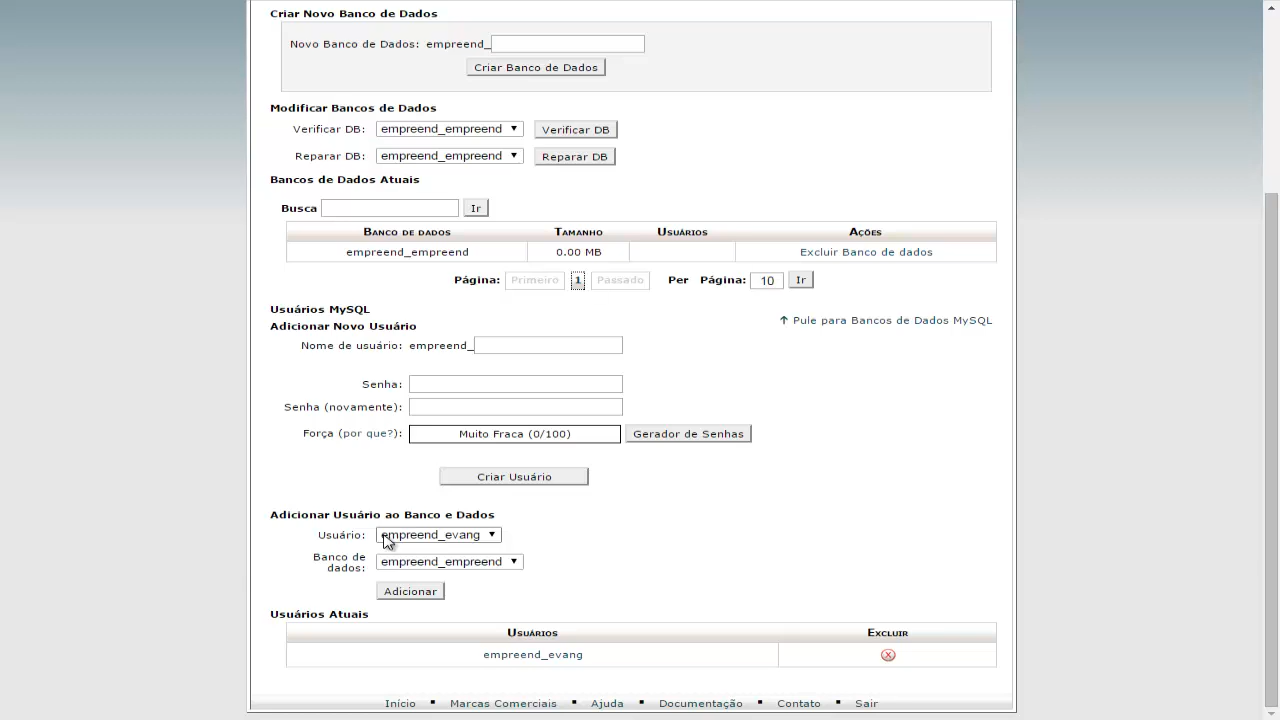 Criar Novo Banco de Dados
Novo Banco de Dados: empreend_
Criar Banco de Dados
Modificar Bancos de Dados
Verificar DB: empreend_empreend Verificar DB
Reparar DB: empreend_empreend Reparar DB
Bancos de Dados Atuais
Busca Ir
Banco de dados Tamanho Usuários Ações
empreend_empreend 0.00 MB Excluir Banco de dados
Página: Primeiro 1 Passado Per Página: 10 Ir
Usuários MySQL
↑ Pule para Bancos de Dados MySQL
Adicionar Novo Usuário
Nome de usuário: empreend_
Senha:
Senha (novamente):
Força (por que?): Muito Fraca (0/100) Gerador de Senhas
Criar Usuário
Adicionar Usuário ao Banco e Dados
Usuário: empreend_evang
Banco de dados: empreend_empreend
Adicionar
Usuários Atuais
Usuários Excluir
empreend_evang
Início ▪ Marcas Comerciais ▪ Ajuda ▪ Documentação ▪ Contato ▪ Sair